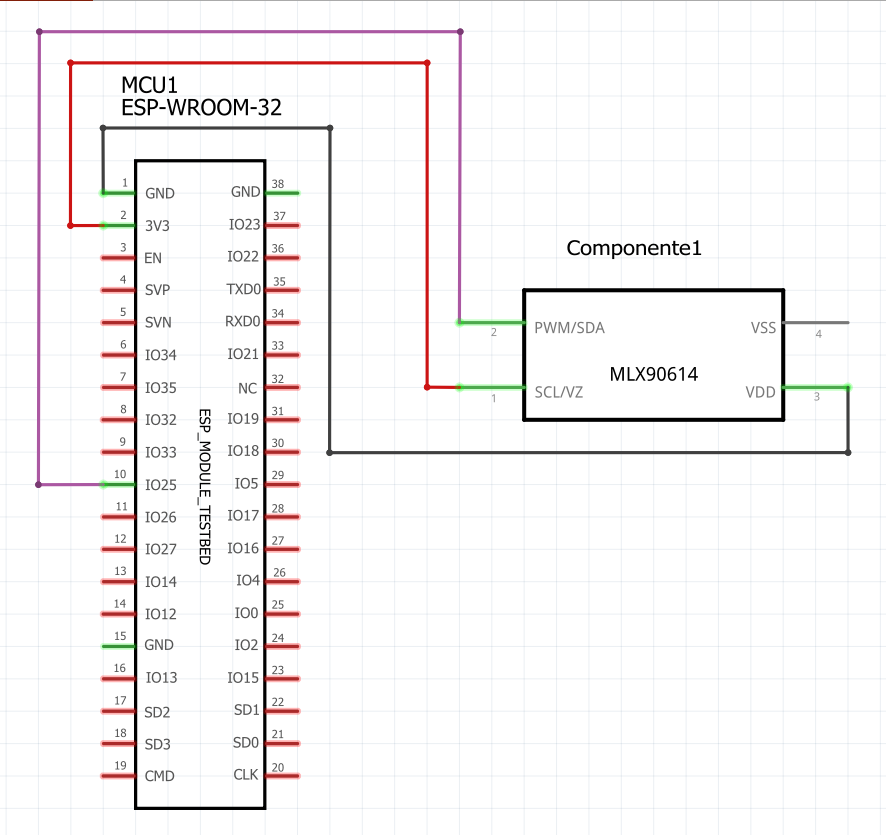 MCU1
ESP-WROOM-32
1 GND
2 3V3
3 EN
4 SVP
5 SVN
6 IO34
7 IO35
8 IO32
9 IO33
10 IO25
11 IO26
12 IO27
13 IO14
14 IO12
15 GND
16 IO13
17 SD2
18 SD3
19 CMD
ESP_MODULE_TESTBED
GND 38
IO23 37
IO22 36
TXD0 35
RXD0 34
IO21 33
NC 32
IO19 31
IO18 30
IO5 29
IO17 28
IO16 27
IO4 26
IO0 25
IO2 24
IO15 23
SD1 22
SD0 21
CLK 20
Componente1
2 PWM/SDA
1 SCL/VZ
MLX90614
VSS 4
VDD 3